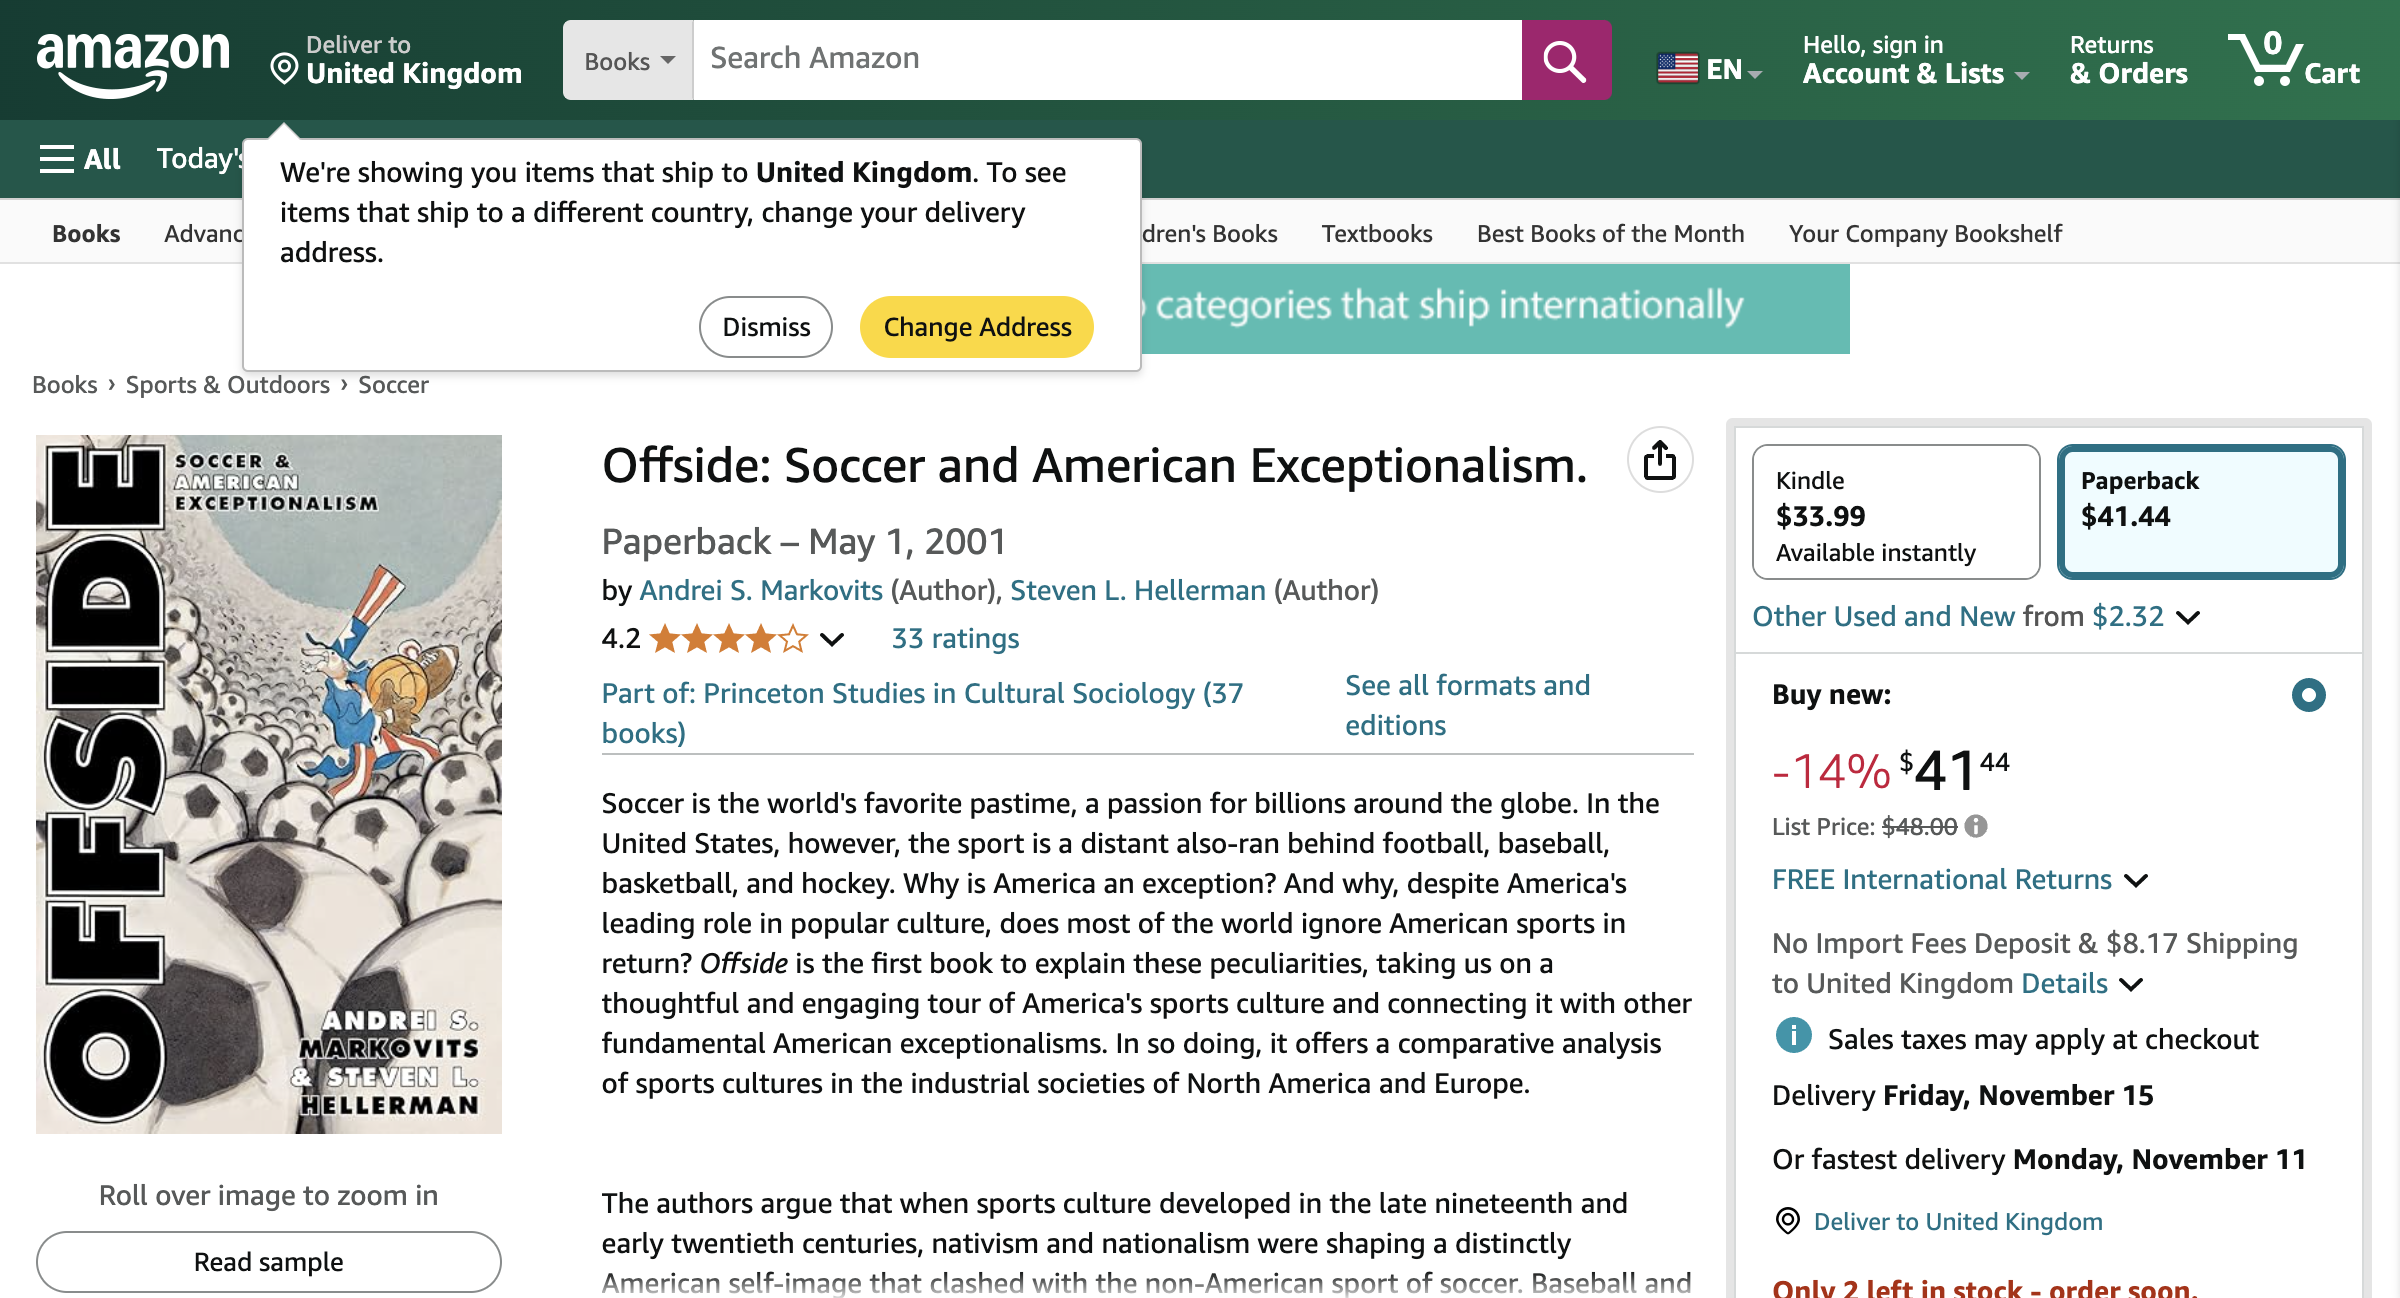 amazon
Deliver to
United Kingdom
Books
Search Amazon
EN
Hello, sign in
Account & Lists
Returns
& Orders
0
Cart
All
Today's
We're showing you items that ship to United Kingdom. To see
items that ship to a different country, change your delivery
address.
Dismiss
Change Address
Books
Textbooks
Best Books of the Month
Your Company Bookshelf
categories that ship internationally
Books › Sports & Outdoors › Soccer
OFFSIDE
SOCCER &
AMERICAN
EXCEPTIONALISM
ANDREI S.
MARKOVITS
& STEVEN L.
HELLERMAN
Roll over image to zoom in
Read sample
Offside: Soccer and American Exceptionalism.
Paperback – May 1, 2001
by Andrei S. Markovits (Author), Steven L. Hellerman (Author)
4.2
33 ratings
Part of: Princeton Studies in Cultural Sociology (37
books)
See all formats and
editions
Soccer is the world's favorite pastime, a passion for billions around the globe. In the
United States, however, the sport is a distant also-ran behind football, baseball,
basketball, and hockey. Why is America an exception? And why, despite America's
leading role in popular culture, does most of the world ignore American sports in
return? Offside is the first book to explain these peculiarities, taking us on a
thoughtful and engaging tour of America's sports culture and connecting it with other
fundamental American exceptionalisms. In so doing, it offers a comparative analysis
of sports cultures in the industrial societies of North America and Europe.
The authors argue that when sports culture developed in the late nineteenth and
early twentieth centuries, nativism and nationalism were shaping a distinctly
American self-image that clashed with the non-American sport of soccer. Baseball and
Kindle
$33.99
Available instantly
Paperback
$41.44
Other Used and New from $2.32
Buy new:
-14% $41 44
List Price: $48.00
FREE International Returns
No Import Fees Deposit & $8.17 Shipping
to United Kingdom Details
Sales taxes may apply at checkout
Delivery Friday, November 15
Or fastest delivery Monday, November 11
Deliver to United Kingdom
Only 2 left in stock - order soon.